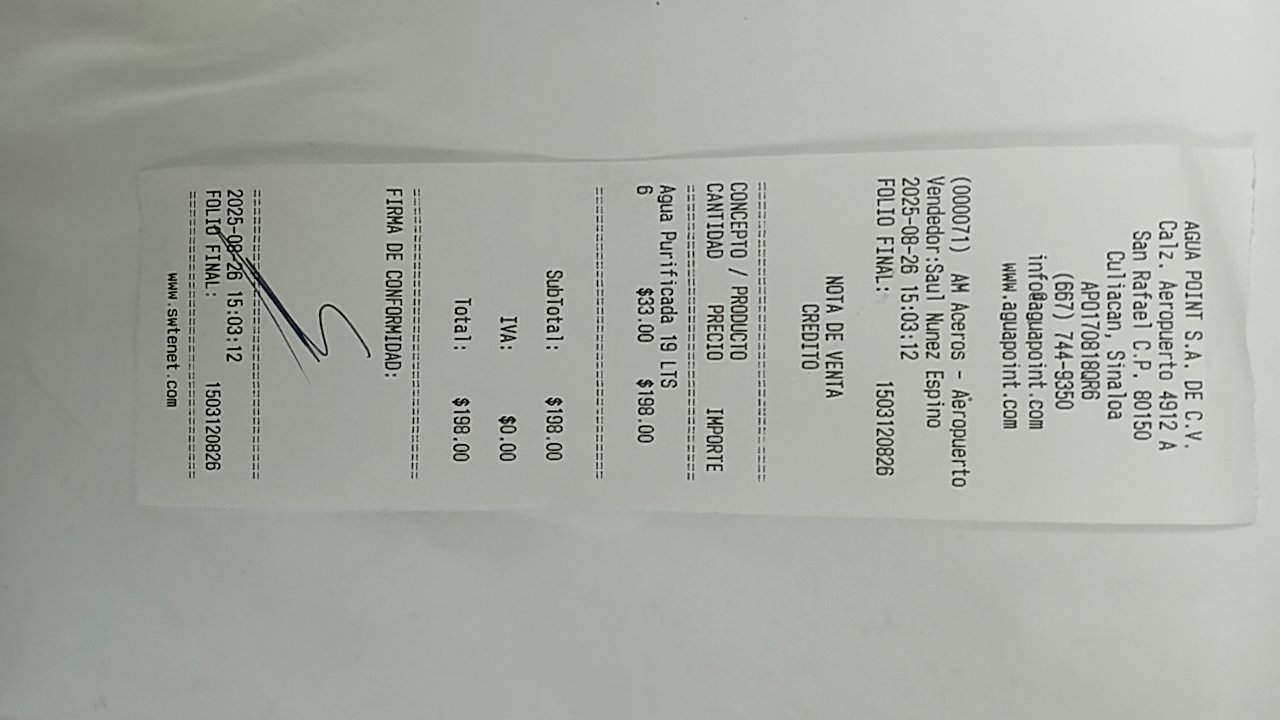 AGUA POINT S.A. DE C.V.
Calz. Aeropuerto 4912 A
San Rafael C.P. 80150
Culiacan, Sinaloa
APO170818QR6
(667) 744-9350
info@aguapoint.com
www.aguapoint.com
(000071) AM Aceros - Aeropuerto
Vendedor:Saul Nunez Espino
2025-08-26 15:03:12
FOLIO FINAL: 1503120826
NOTA DE VENTA
CREDITO
CONCEPTO / PRODUCTO
CANTIDAD PRECIO IMPORTE
Agua Purificada 19 LTS
6 $33.00 $198.00
SubTotal: $198.00
IVA: $0.00
Total: $198.00
FIRMA DE CONFORMIDAD:
2025-08-26 15:03:12
FOLIO FINAL: 1503120826
www.swtenet.com